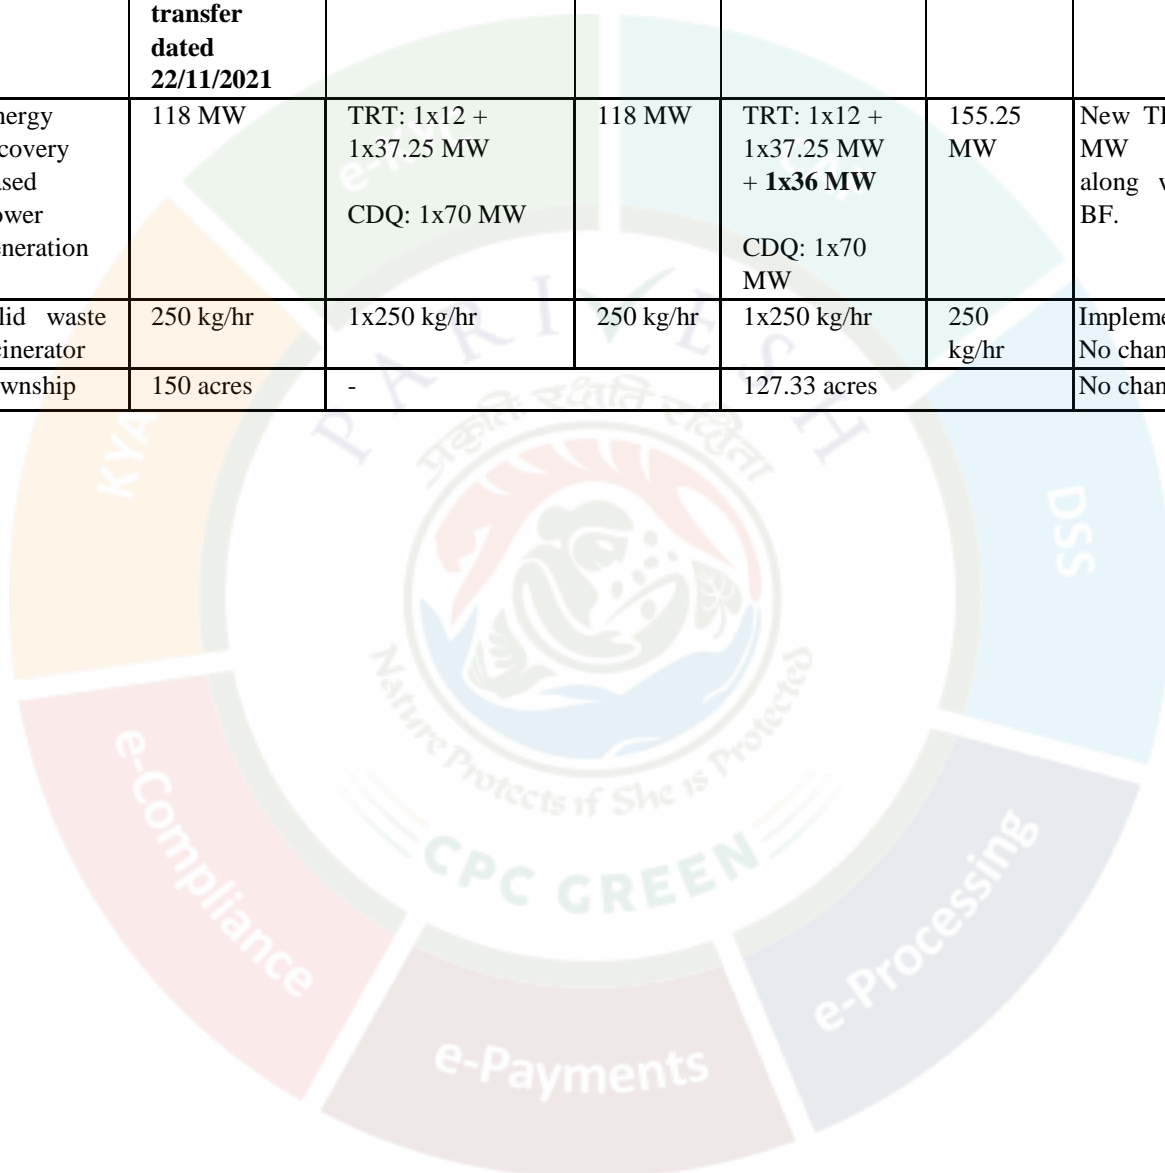 transfer
dated
22/11/2021
nergy
covery
ased
ower
eneration
118 MW
TRT: 1x12 +
1x37.25 MW
CDQ: 1x70 MW
118 MW
TRT: 1x12 +
1x37.25 MW
+ 1x36 MW
CDQ: 1x70
MW
155.25
MW
New
MW
along
BF.
lid waste
cinerator
250 kg/hr
1x250 kg/hr
250 kg/hr
1x250 kg/hr
250
kg/hr
Impleme
No chan
wnship
150 acres
-
127.33 acres
No chan
PARIVESH
प्रकृतिः रक्षति रक्षिता
KYA
DSS
Nature Protects if She is Protected
e-Compliance
CPC GREEN
e-Processing
e-Payments